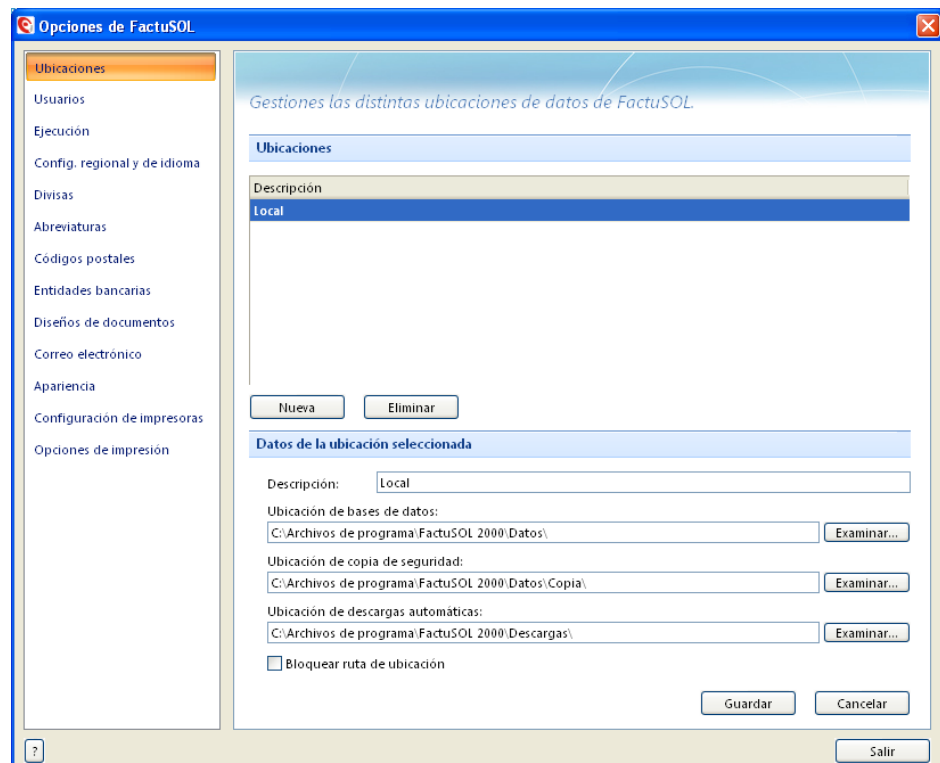 Opciones de FactuSOL
Ubicaciones
Usuarios
Ejecución
Config. regional y de idioma
Divisas
Abreviaturas
Códigos postales
Entidades bancarias
Diseños de documentos
Correo electrónico
Apariencia
Configuración de impresoras
Opciones de impresión
Gestiones las distintas ubicaciones de datos de FactuSOL.
Ubicaciones
Descripción
Local
Nueva Eliminar
Datos de la ubicación seleccionada
Descripción: Local
Ubicación de bases de datos:
C:\Archivos de programa\FactuSOL 2000\Datos\ Examinar...
Ubicación de copia de seguridad:
C:\Archivos de programa\FactuSOL 2000\Datos\Copia\ Examinar...
Ubicación de descargas automáticas:
C:\Archivos de programa\FactuSOL 2000\Descargas\ Examinar...
Bloquear ruta de ubicación
Guardar Cancelar
? Salir